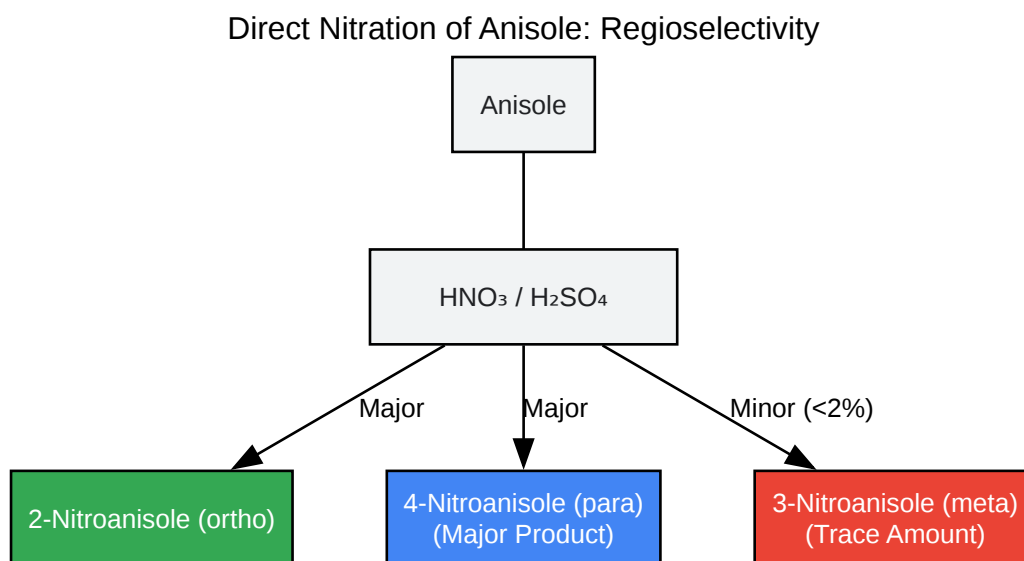 Direct Nitration of Anisole: Regioselectivity
Anisole
HNO₃ / H₂SO₄
Major
Major
Minor (<2%)
2-Nitroanisole (ortho)
4-Nitroanisole (para)
(Major Product)
3-Nitroanisole (meta)
(Trace Amount)